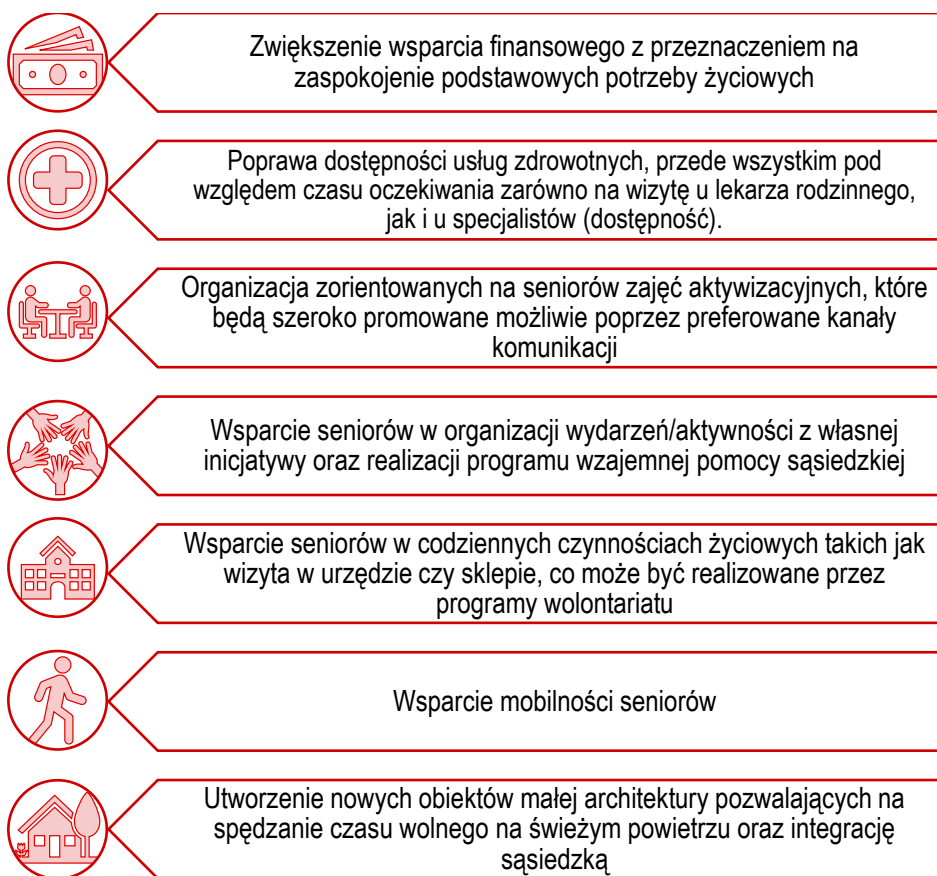 Zwiększenie wsparcia finansowego z przeznaczeniem na
zaspokojenie podstawowych potrzeby życiowych
Poprawa dostępności usług zdrowotnych, przede wszystkim pod
względem czasu oczekiwania zarówno na wizytę u lekarza rodzinnego,
jak i u specjalistów (dostępność).
Organizacja zorientowanych na seniorów zajęć aktywizacyjnych, które
będą szeroko promowane możliwie poprzez preferowane kanały
komunikacji
Wsparcie seniorów w organizacji wydarzeń/aktywności z własnej
inicjatywy oraz realizacji programu wzajemnej pomocy sąsiedzkiej
Wsparcie seniorów w codziennych czynnościach życiowych takich jak
wizyta w urzędzie czy sklepie, co może być realizowane przez
programy wolontariatu
Wsparcie mobilności seniorów
Utworzenie nowych obiektów małej architektury pozwalających na
spędzanie czasu wolnego na świeżym powietrzu oraz integrację
sąsiedzką